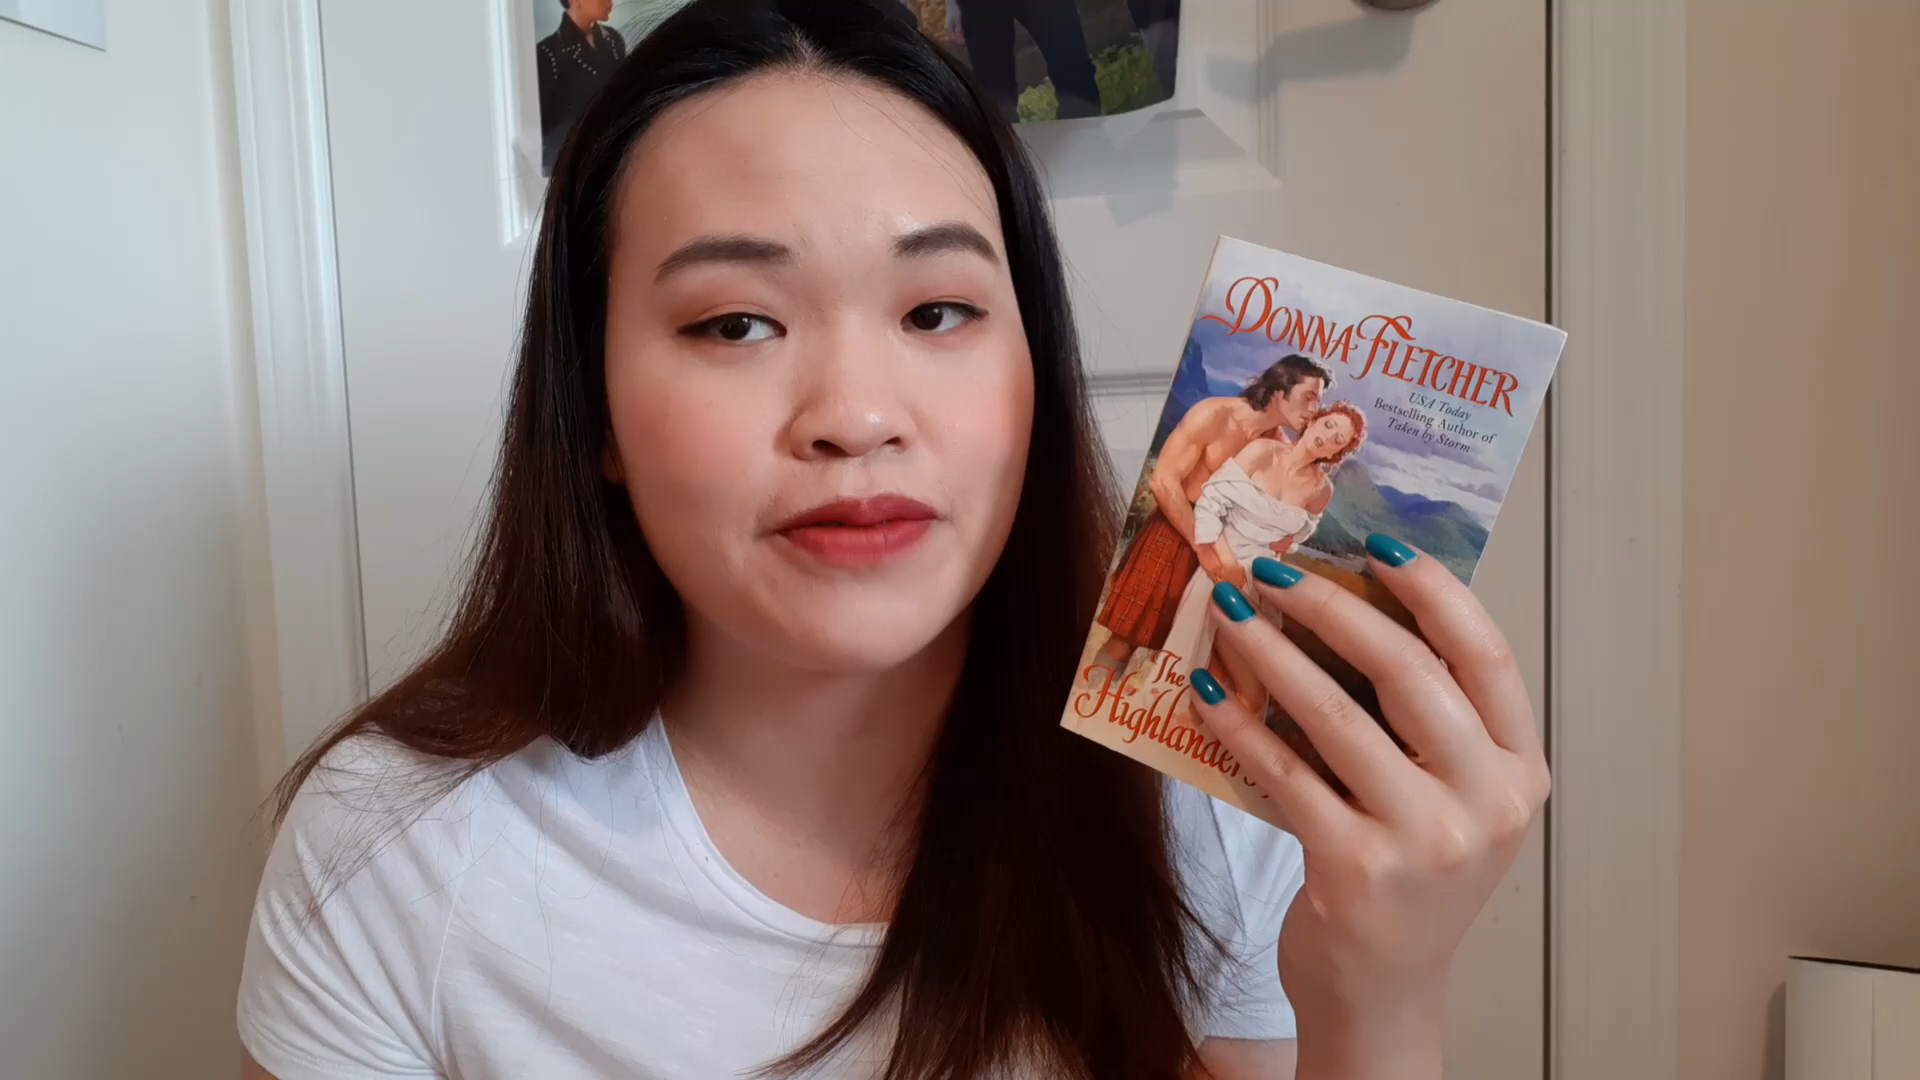 DONNA FLETCHER
USA Today
Bestselling Author of
Taken by Storm
The
Highlander's